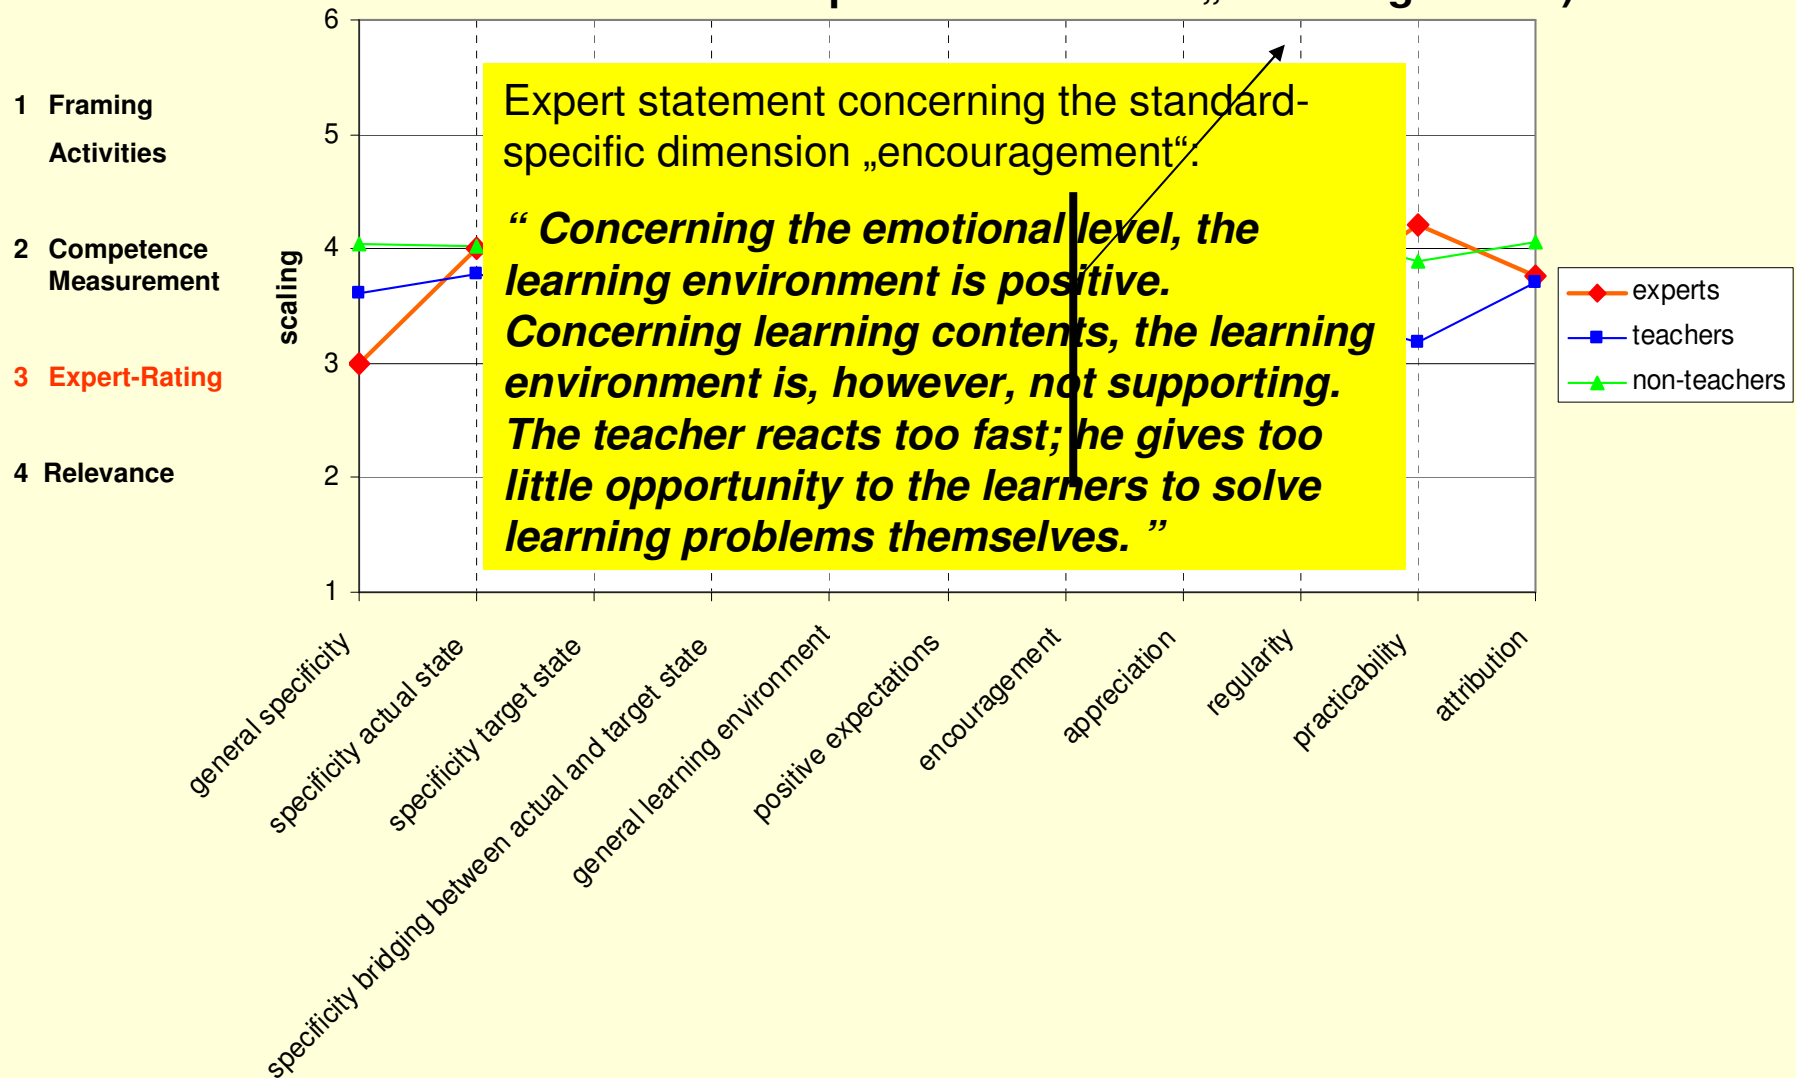 6
5
4
3
2
1
scaling
1 Framing
Activities
2 Competence
Measurement
3 Expert-Rating
4 Relevance
Expert statement concerning the standard-
specific dimension „encouragement“:
“ Concerning the emotional level, the
learning environment is positive.
Concerning learning contents, the learning
environment is, however, not supporting.
The teacher reacts too fast; he gives too
little opportunity to the learners to solve
learning problems themselves. ”
experts
teachers
non-teachers
general specificity
specificity actual state
specificity target state
specificity bridging between actual and target state
general learning environment
positive expectations
encouragement
appreciation
regularity
practicability
attribution